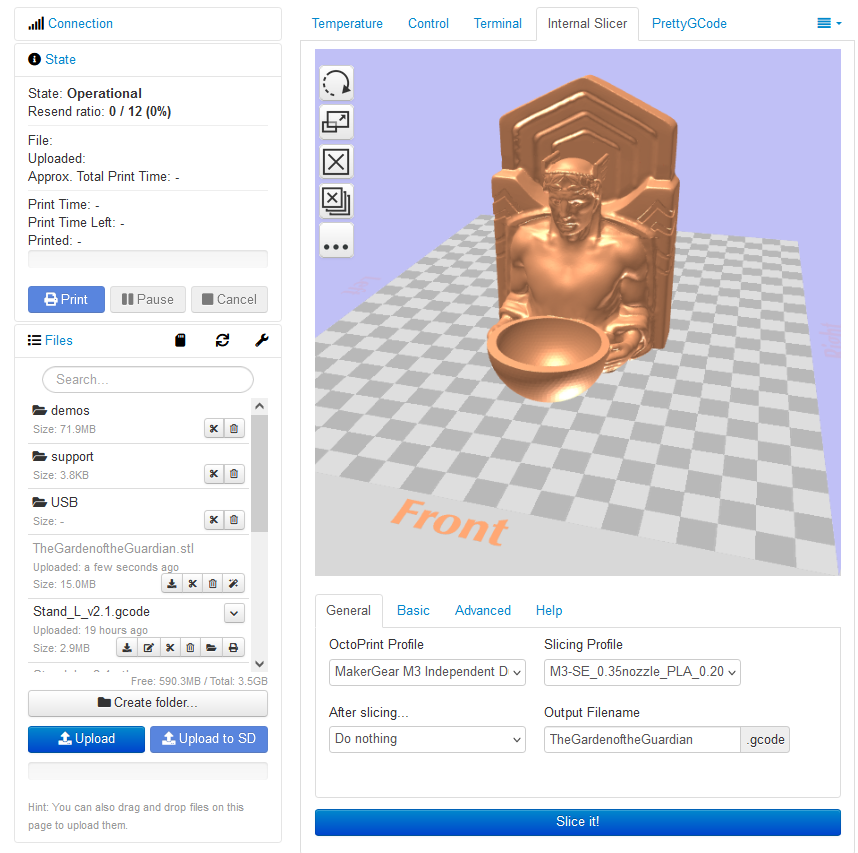 Connection
State
State: Operational
Resend ratio: 0 / 12 (0%)
File:
Uploaded:
Approx. Total Print Time: -
Print Time: -
Print Time Left: -
Printed: -
Print
Pause
Cancel
Files
Search...
demos
Size: 71.9MB
support
Size: 3.8KB
USB
Size: -
TheGardenoftheGuardian.stl
Uploaded: a few seconds ago
Size: 15.0MB
Stand_L_v2.1.gcode
Uploaded: 19 hours ago
Size: 2.9MB
Free: 590.3MB / Total: 3.5GB
Create folder...
Upload
Upload to SD
Hint: You can also drag and drop files on this
page to upload them.
Temperature
Control
Terminal
Internal Slicer
PrettyGCode
Right
Front
General
Basic
Advanced
Help
OctoPrint Profile
Slicing Profile
MakerGear M3 Independent D
M3-SE_0.35nozzle_PLA_0.20
After slicing...
Output Filename
Do nothing
TheGardenoftheGuardian
.gcode
Slice it!